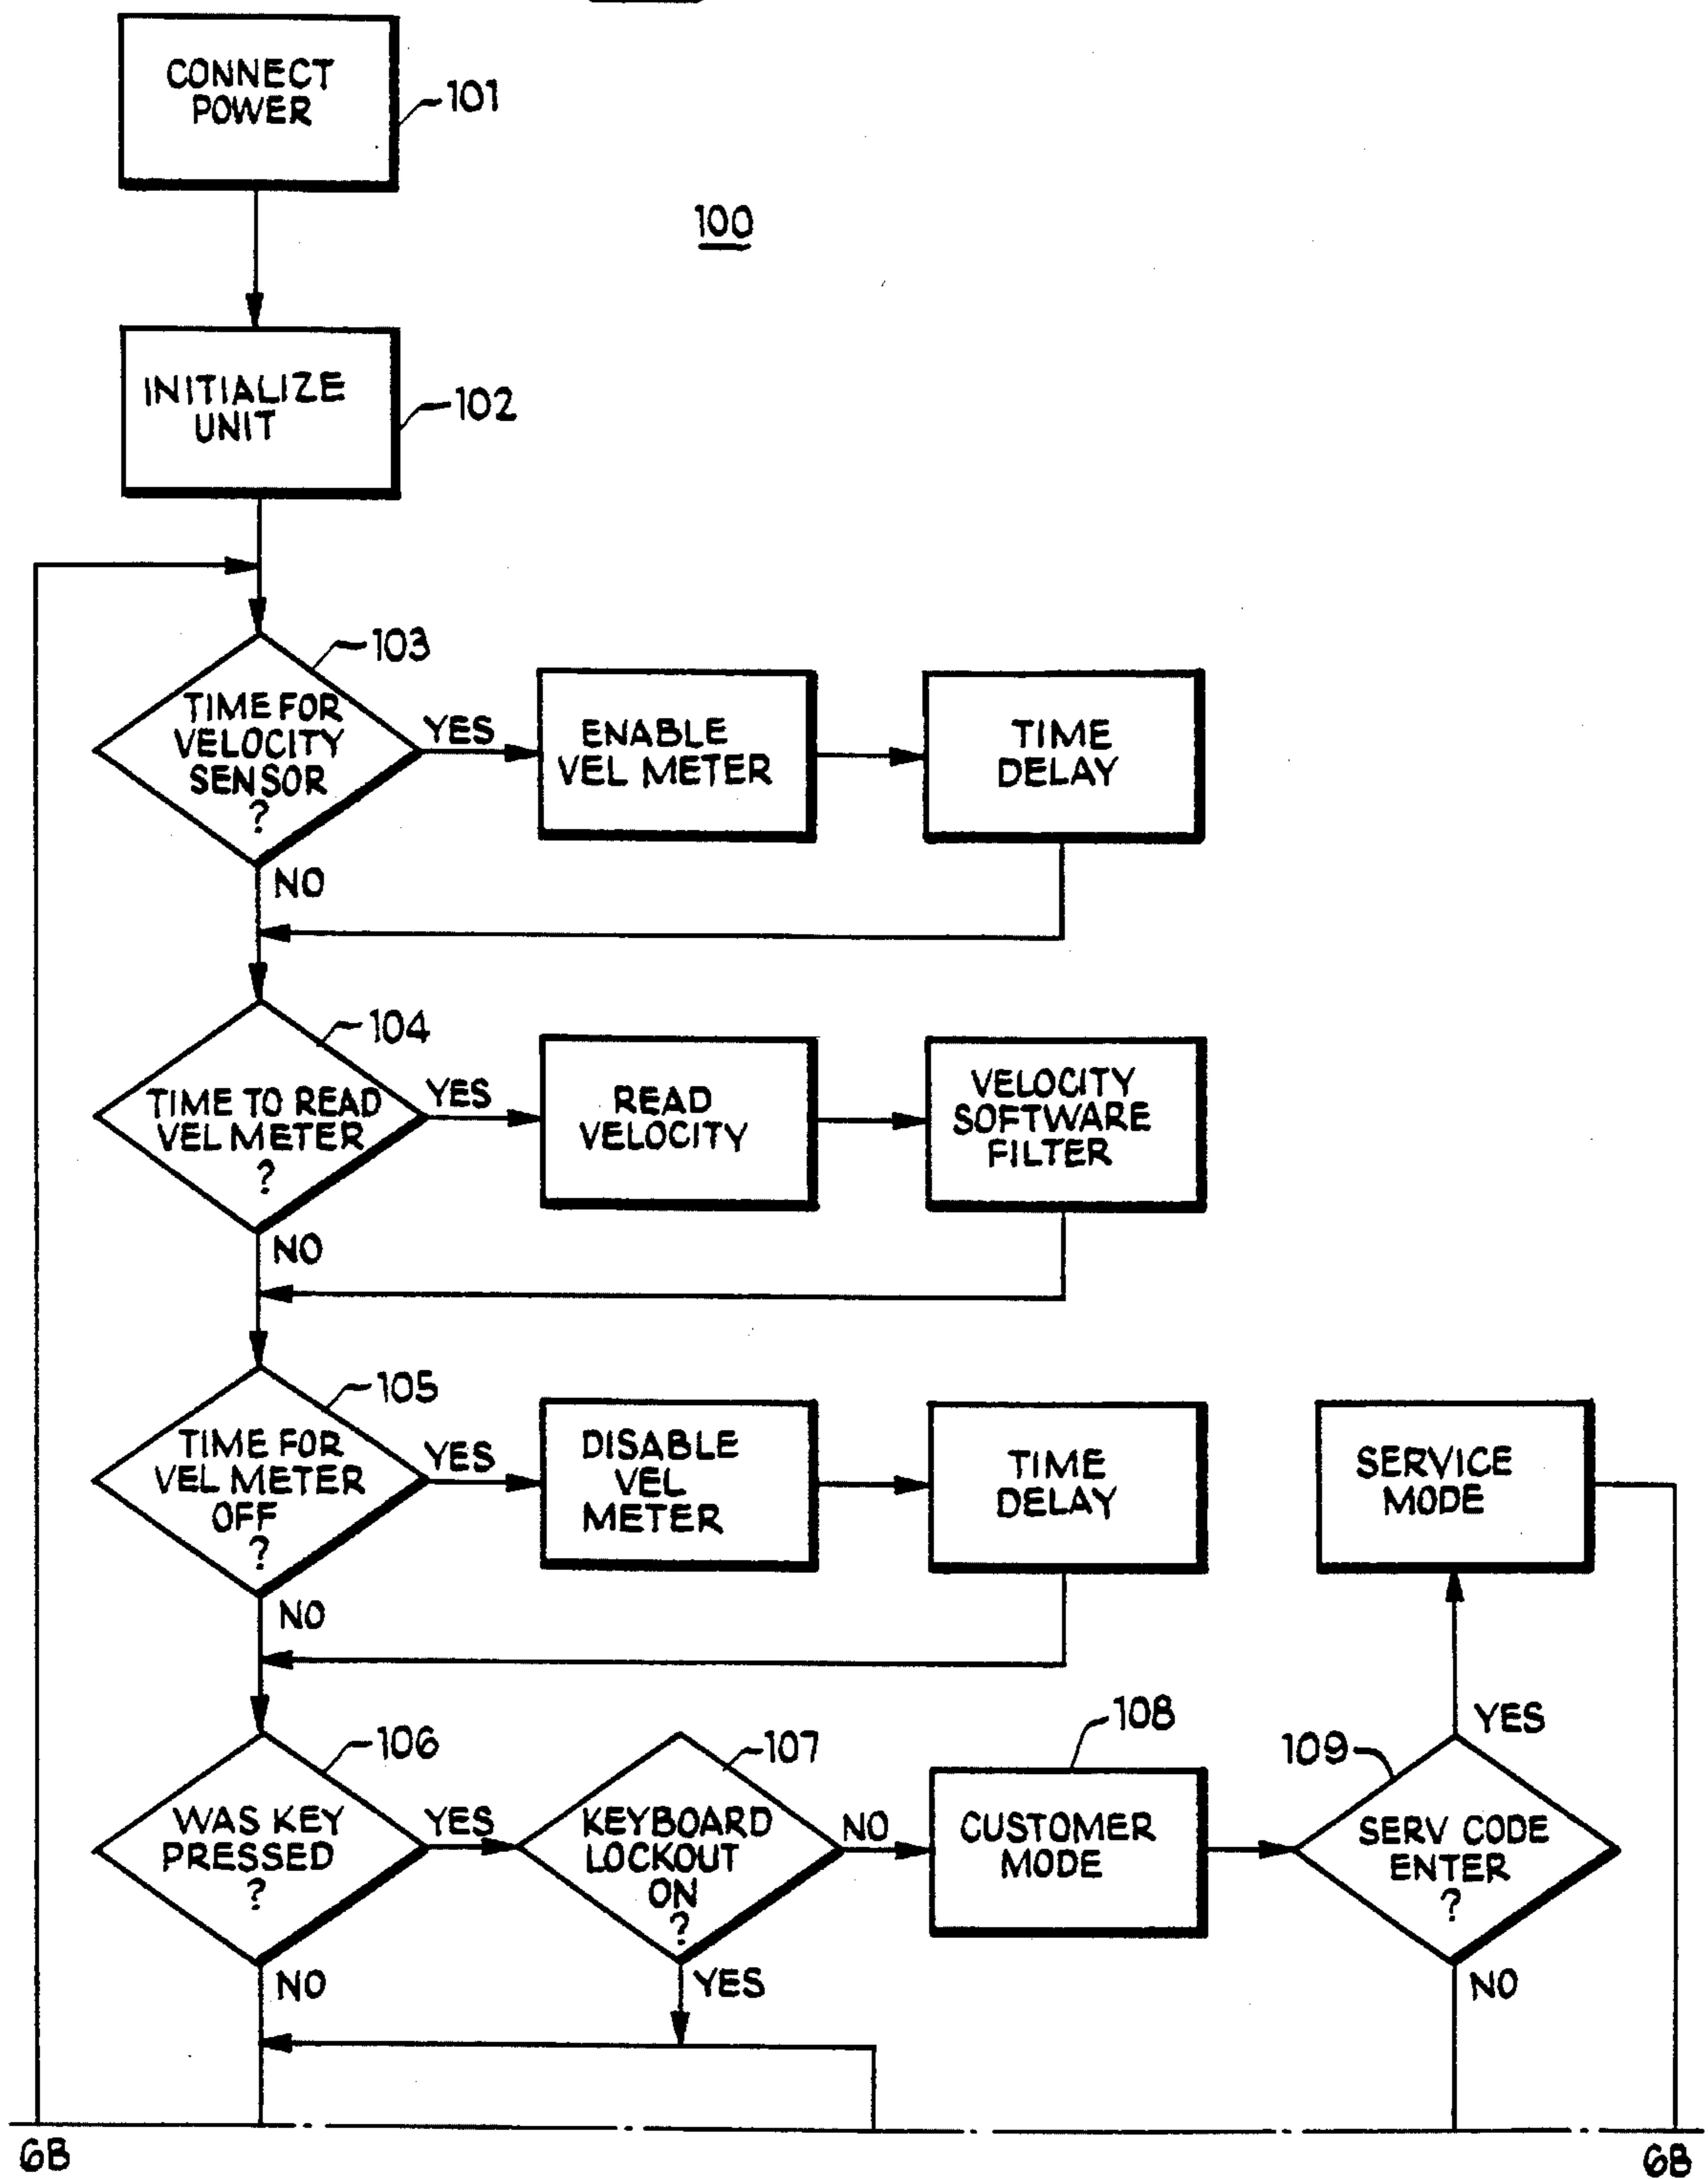 CONNECT
POWER
101
100
INITIALIZE
UNIT
102
103
TIME FOR
VELOCITY
SENSOR
?
YES
ENABLE
VEL METER
TIME
DELAY
NO
104
TIME TO READ
VEL METER
?
YES
READ
VELOCITY
VELOCITY
SOFTWARE
FILTER
NO
105
TIME FOR
VEL METER
OFF
?
YES
DISABLE
VEL
METER
TIME
DELAY
SERVICE
MODE
NO
106
WAS KEY
PRESSED
?
YES
107
KEYBOARD
LOCKOUT
ON
?
NO
108
CUSTOMER
MODE
YES
109
SERV CODE
ENTER
?
NO
YES
NO
6B
6B